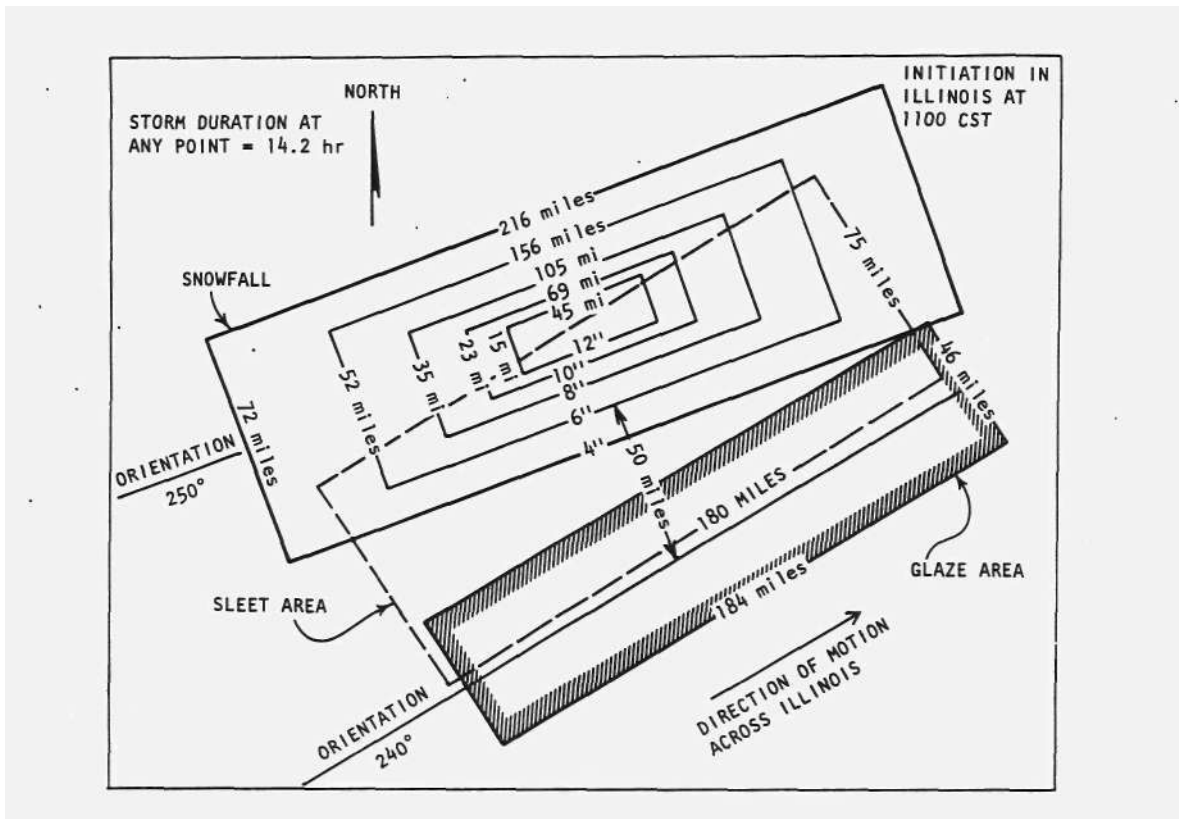 INITIATION IN
ILLINOIS AT
1100 CST
NORTH
STORM DURATION AT
ANY POINT = 14.2 hr
216 miles
156 miles
105 mi
69 mi
45 mi
75 miles
SNOWFALL
15 mi
23 mi
35 mi
52 miles
72 miles
12"
10"
8"
6"
4"
46 miles
ORIENTATION
250°
50 miles
180 MILES
184 miles
GLAZE AREA
SLEET AREA
DIRECTION OF MOTION
ACROSS ILLINOIS
ORIENTATION
240°